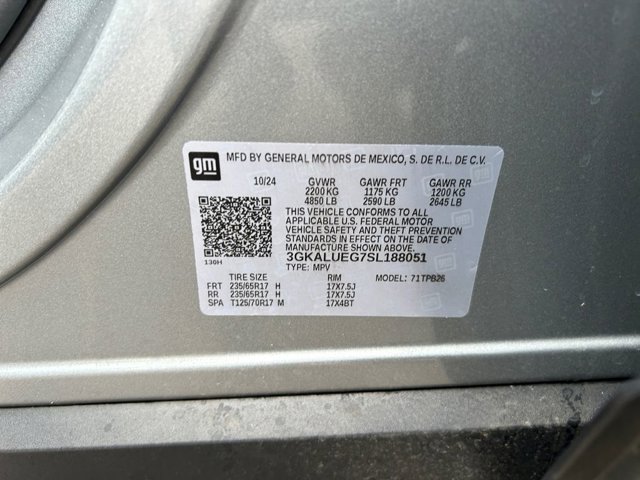 gm MFD BY GENERAL MOTORS DE MEXICO, S. DE R.L. DE C.V.
10/24 GVWR GAWR FRT GAWR RR
2200 KG 1175 KG 1200 KG
4850 LB 2590 LB 2645 LB
THIS VEHICLE CONFORMS TO ALL
APPLICABLE U.S. FEDERAL MOTOR
VEHICLE SAFETY AND THEFT PREVENTION
STANDARDS IN EFFECT ON THE DATE OF
MANUFACTURE SHOWN ABOVE.
3GKALUEG7SL188051
130H TYPE: MPV
TIRE SIZE RIM MODEL: 71TPB26
FRT 235/65R17 H 17X7.5J
RR 235/65R17 H 17X7.5J
SPA T125/70R17 M 17X4BT